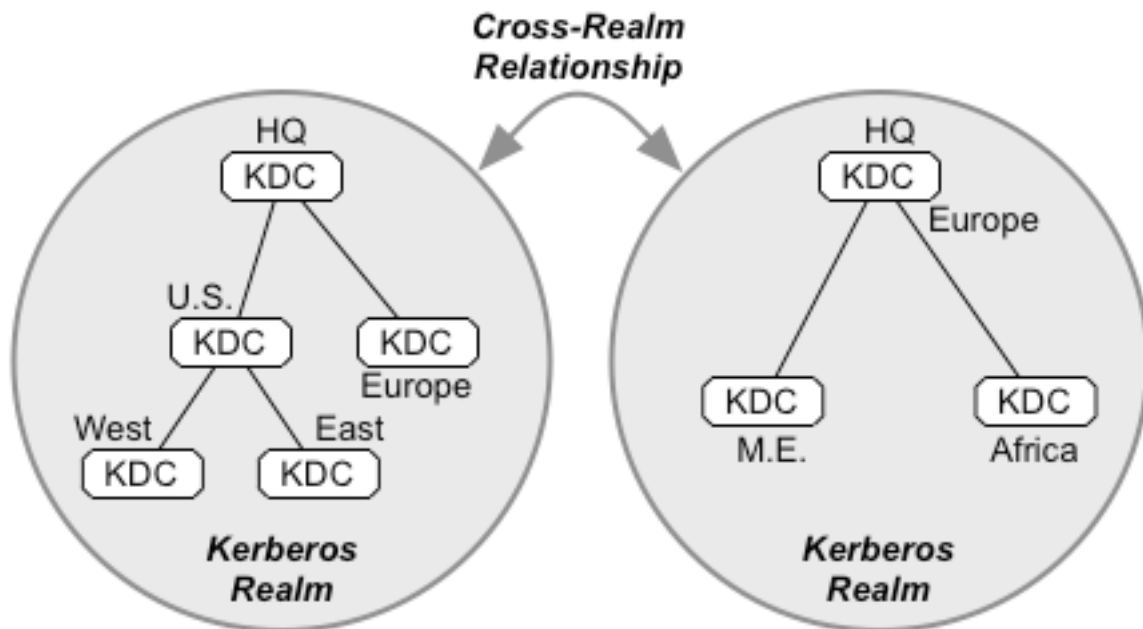 Cross-Realm
Relationship
HQ
KDC
U.S.
KDC
KDC
Europe
West
KDC
East
KDC
Kerberos
Realm
HQ
KDC
Europe
KDC
M.E.
KDC
Africa
Kerberos
Realm